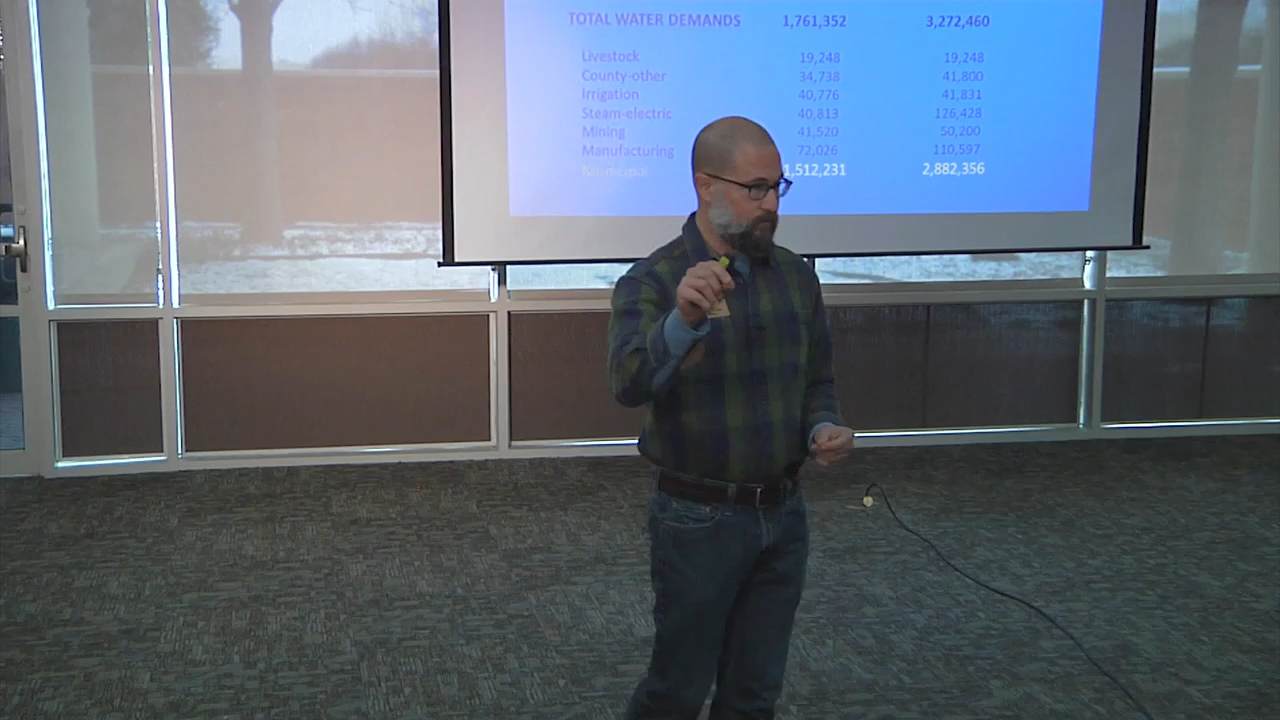 TOTAL WATER DEMANDS 1,761,352 3,272,460
Livestock 19,248 19,248
County-other 34,738 41,800
Irrigation 40,776 41,831
Steam-electric 40,813 126,428
Mining 41,520 50,200
Manufacturing 72,026 110,597
Municipal 1,512,231 2,882,356